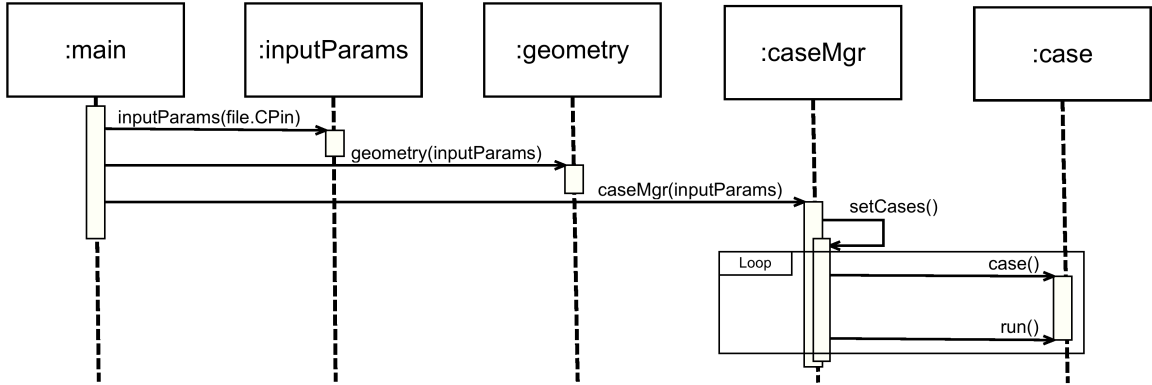 :main
:inputParams
:geometry
:caseMgr
:case
inputParams(file.CPin)
geometry(inputParams)
caseMgr(inputParams)
setCases()
Loop
case()
run()